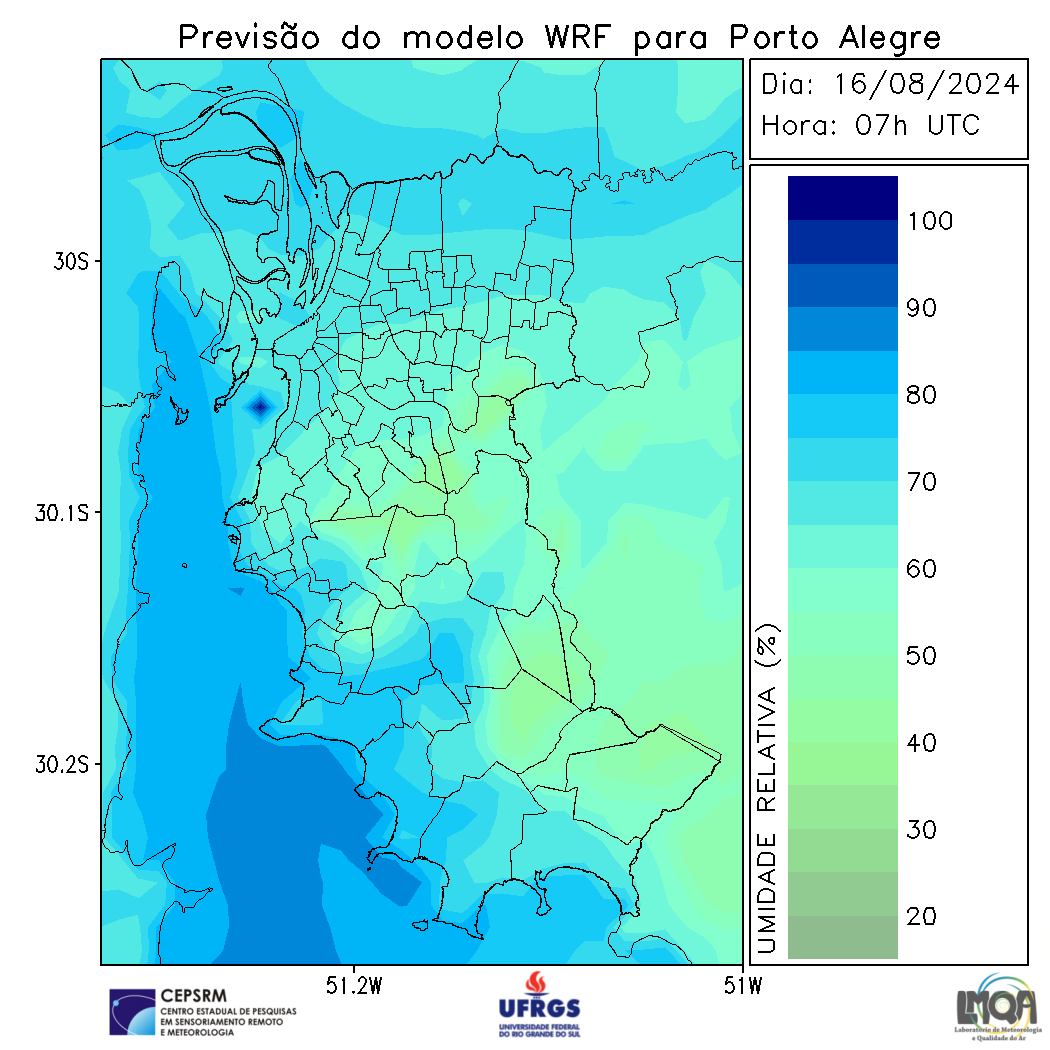 Previsão do modelo WRF para Porto Alegre
Dia: 16/08/2024
Hora: 07h UTC
30S
30.1S
30.2S
51.2W
51W
UMIDADE RELATIVA (%)
100
90
80
70
60
50
40
30
20
CEPSRM
CENTRO ESTADUAL DE PESQUISAS
EM SENSORIAMENTO REMOTO
E METEOROLOGIA
UFRGS
UNIVERSIDADE FEDERAL
DO RIO GRANDE DO SUL
LMQA
Laboratório de Meteorologia
e Qualidade do Ar